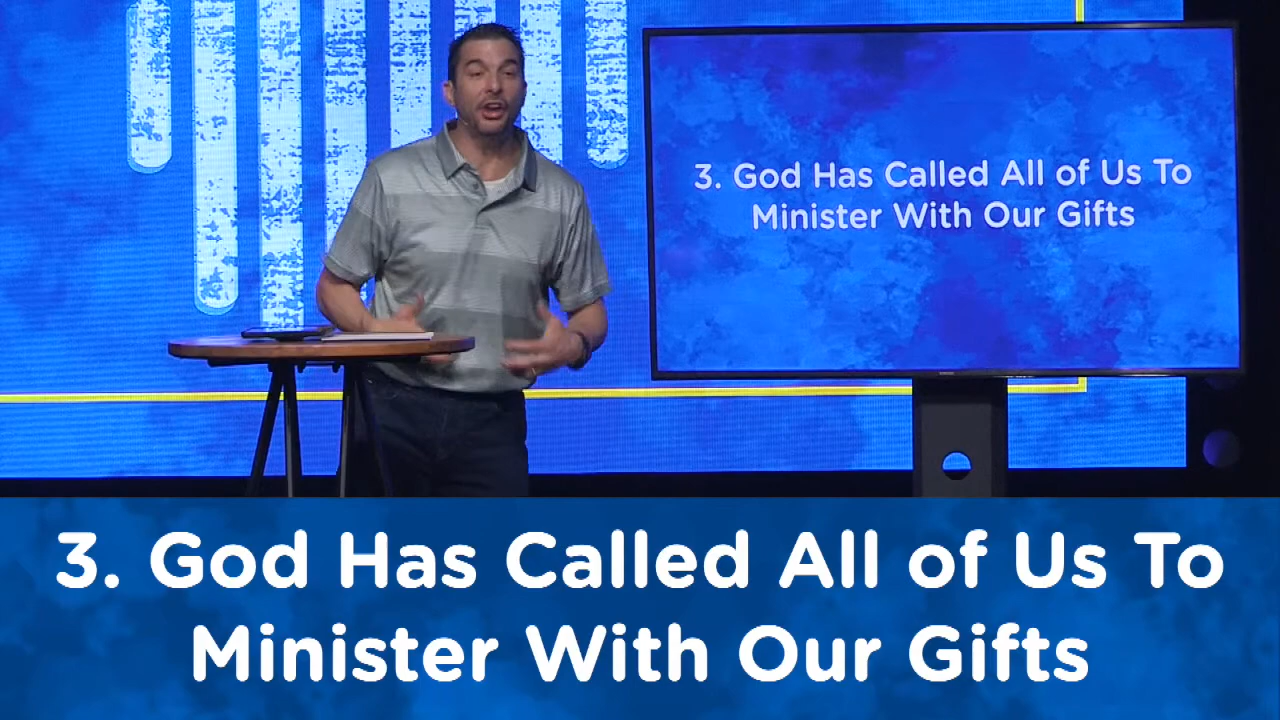 3. God Has Called All of Us To
Minister With Our Gifts
3. God Has Called All of Us To
Minister With Our Gifts